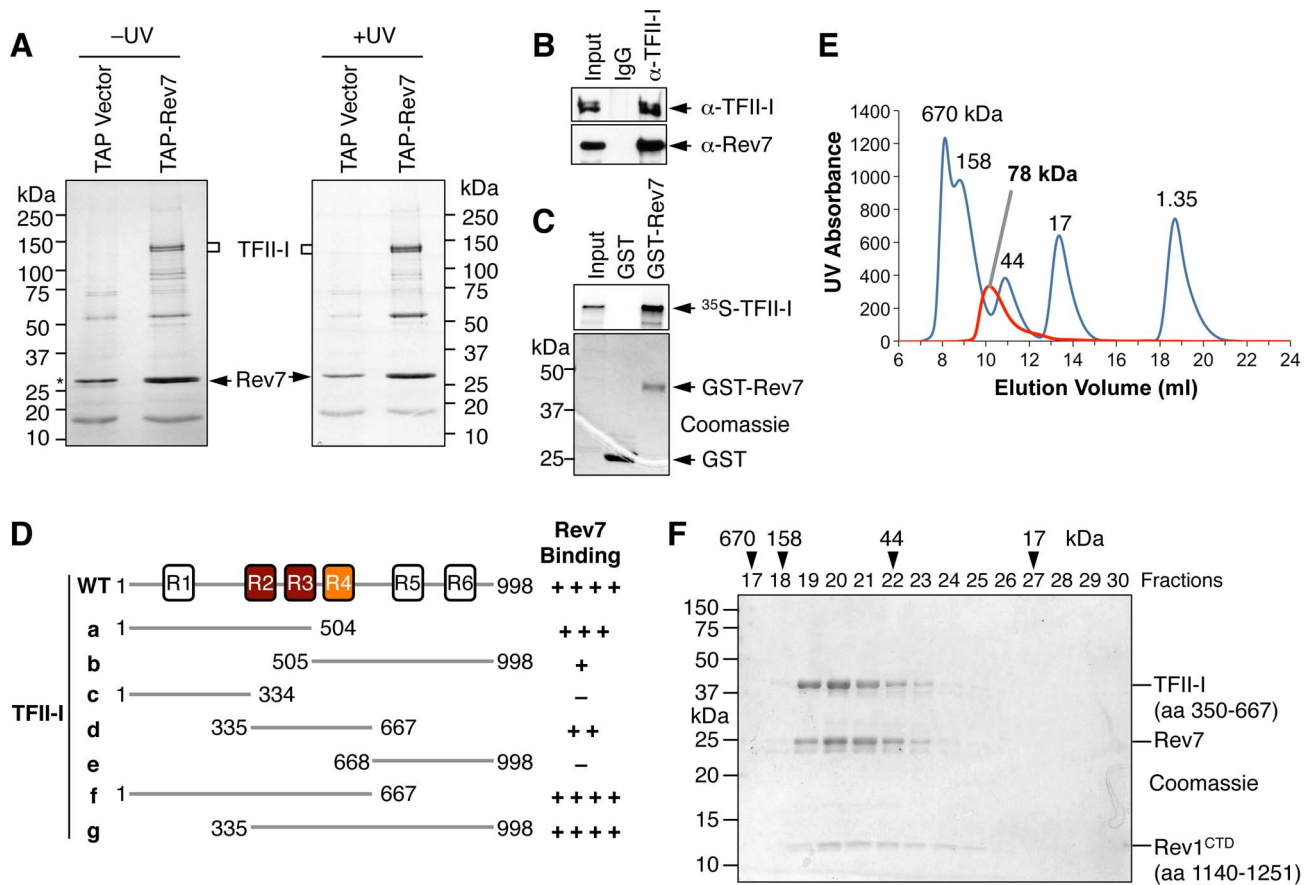 A
–UV
+UV
TAP Vector
TAP-Rev7
TAP Vector
TAP-Rev7
kDa
250
150
100
75
50
37
25
20
10
*
TFII-I
Rev7
kDa
250
150
100
75
50
37
25
20
10
B
Input
IgG
α-TFII-I
α-TFII-I
α-Rev7
C
Input
GST
GST-Rev7
35S-TFII-I
kDa
50
37
25
GST-Rev7
Coomassie
GST
E
UV Absorbance
1400
1200
1000
800
600
400
200
0
670 kDa
158
78 kDa
44
17
1.35
6 8 10 12 14 16 18 20 22 24
Elution Volume (ml)
D
Rev7
Binding
TFII-I
WT 1 R1 R2 R3 R4 R5 R6 998 + + + +
a 1 504 + + +
b 505 998 +
c 1 334 –
d 335 667 + +
e 668 998 –
f 1 667 + + + +
g 335 998 + + + +
F
670 158 44 17 kDa
17 18 19 20 21 22 23 24 25 26 27 28 29 30 Fractions
150
75
50
37
kDa
25
20
15
10
TFII-I
(aa 350-667)
Rev7
Coomassie
Rev1CTD
(aa 1140-1251)